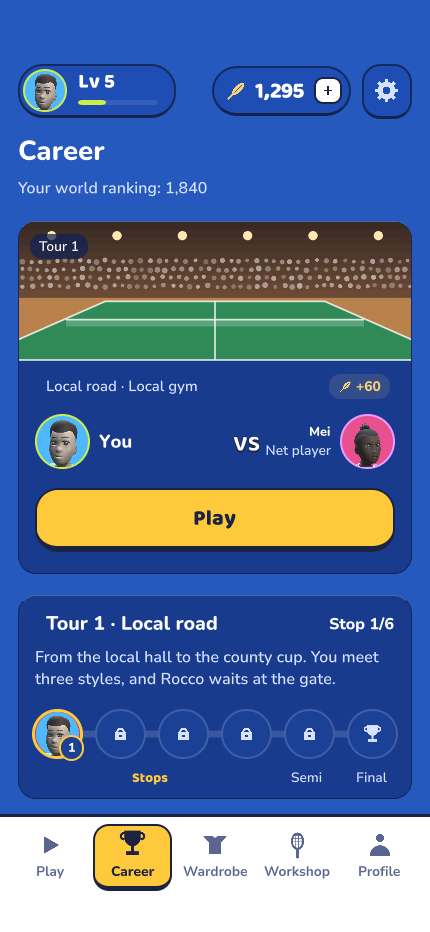 Lv 5
1,295
+
Career
Your world ranking: 1,840
Tour 1
Local road · Local gym
+60
You
VS
Mei
Net player
Play
Tour 1 · Local road
Stop 1/6
From the local hall to the county cup. You meet
three styles, and Rocco waits at the gate.
1
Stops
Semi
Final
Play
Career
Wardrobe
Workshop
Profile